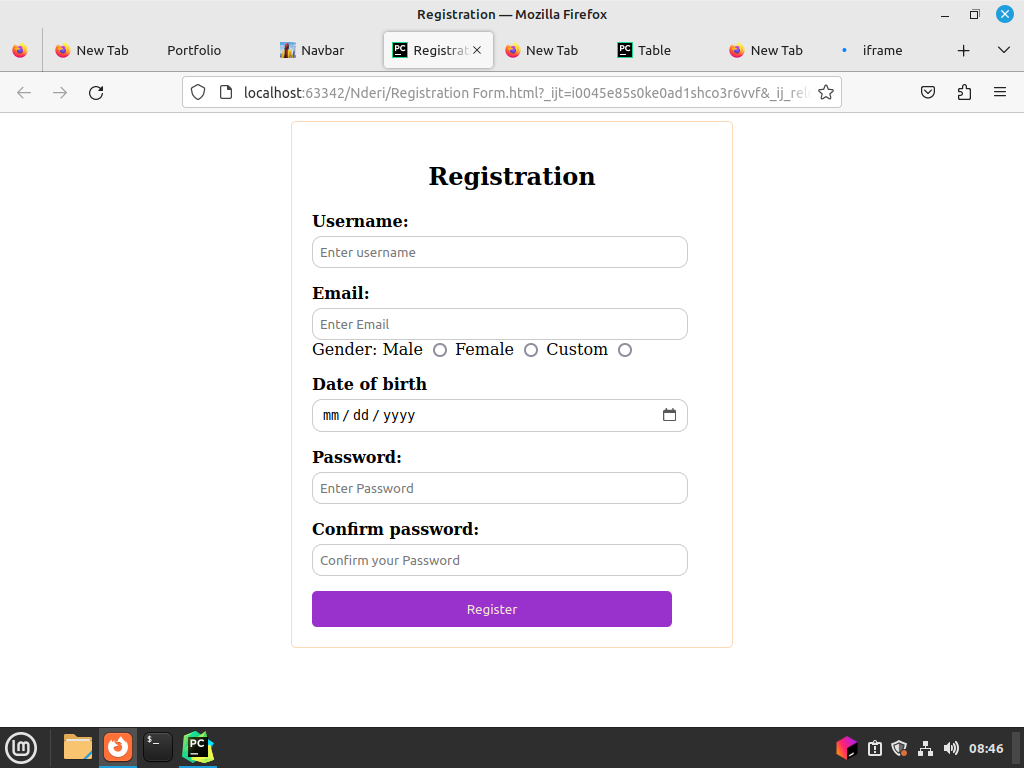 Registration — Mozilla Firefox
New Tab Portfolio Navbar Registrat New Tab Table New Tab iframe
localhost:63342/Nderi/Registration Form.html?_ijt=i0045e85s0ke0ad1shco3r6vvf&_ij_rel
Registration
Username:
Enter username
Email:
Enter Email
Gender: Male Female Custom
Date of birth
mm / dd / yyyy
Password:
Enter Password
Confirm password:
Confirm your Password
Register
08:46